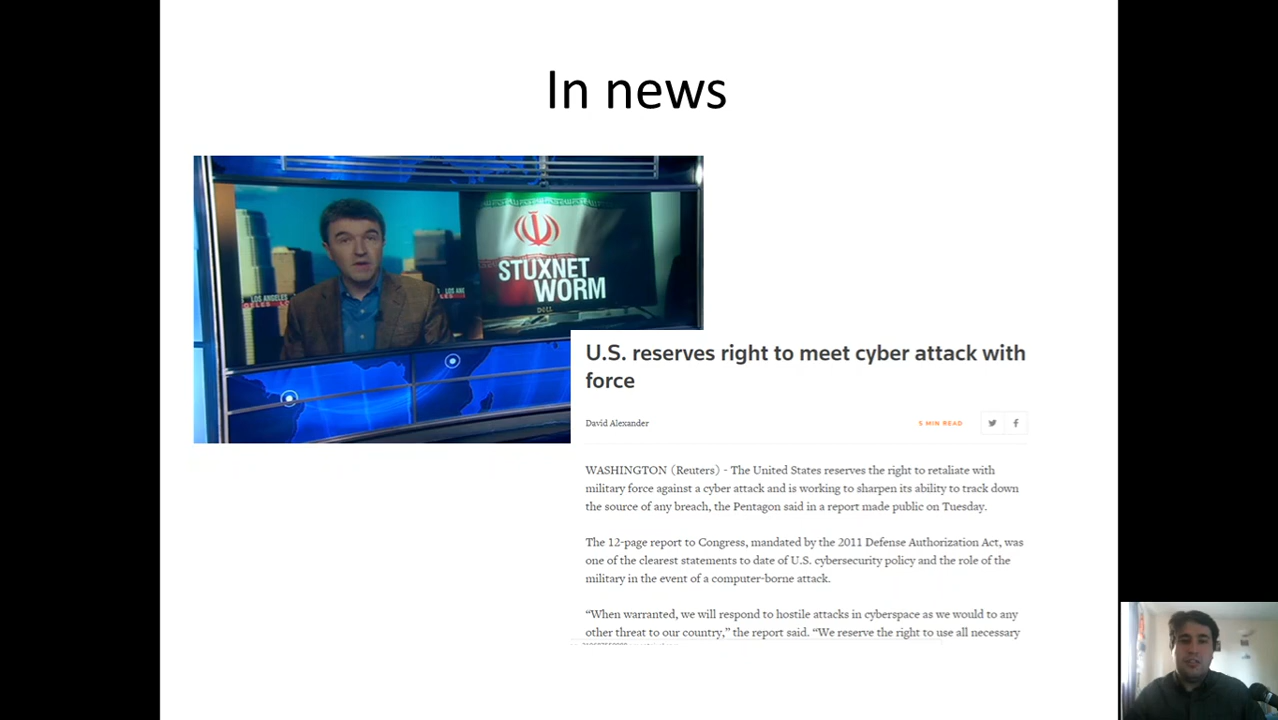 In news
LOS ANGELES
STUXNET
WORM
DELL
U.S. reserves right to meet cyber attack with
force
David Alexander
5 MIN READ
WASHINGTON (Reuters) - The United States reserves the right to retaliate with
military force against a cyber attack and is working to sharpen its ability to track down
the source of any breach, the Pentagon said in a report made public on Tuesday.
The 12-page report to Congress, mandated by the 2011 Defense Authorization Act, was
one of the clearest statements to date of U.S. cybersecurity policy and the role of the
military in the event of a computer-borne attack.
“When warranted, we will respond to hostile attacks in cyberspace as we would to any
other threat to our country,” the report said. “We reserve the right to use all necessary